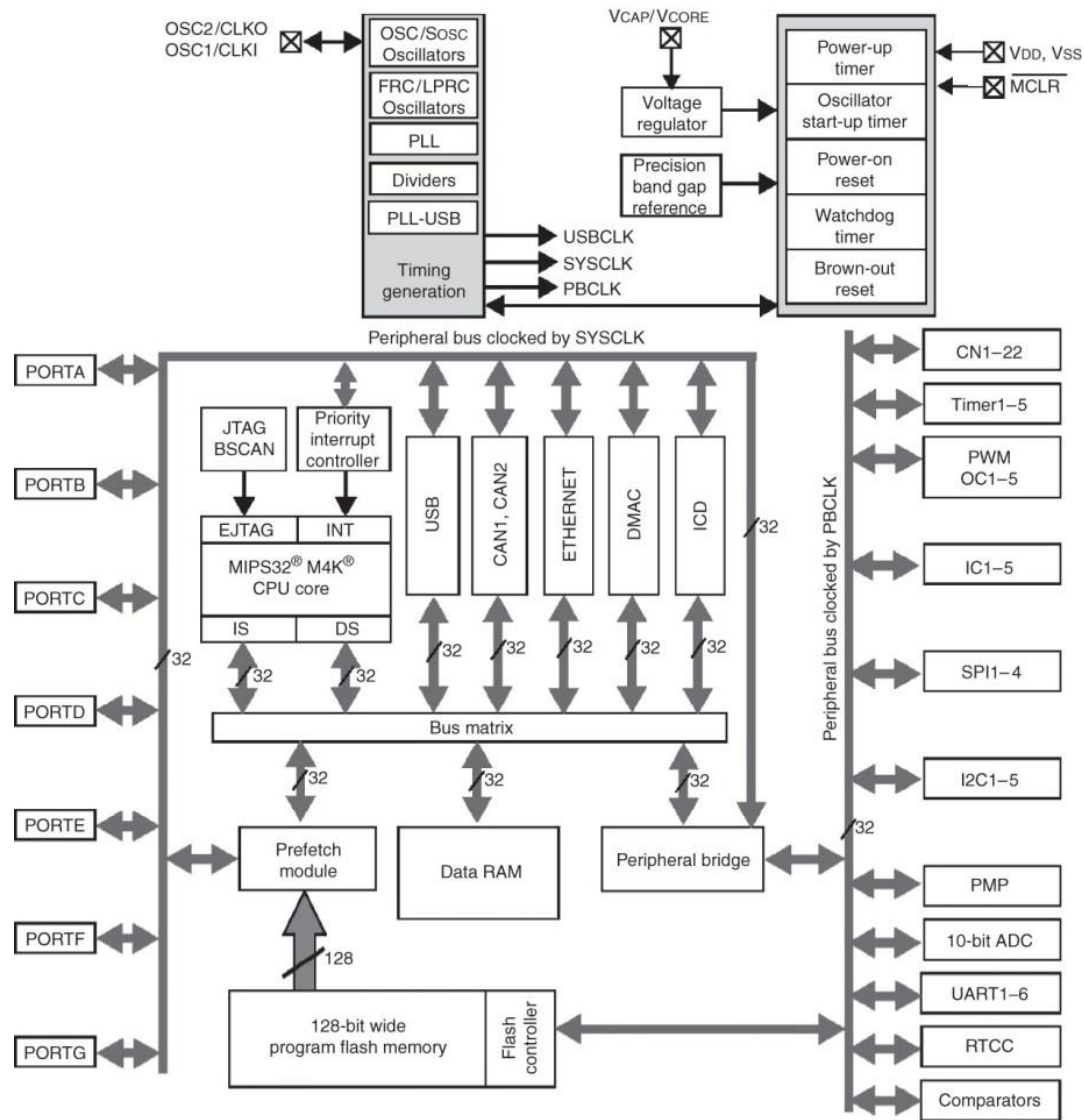 OSC2/CLKO
OSC1/CLKI
OSC/SOSC
Oscillators
FRC/LPRC
Oscillators
PLL
Dividers
PLL-USB
Timing
generation
USBCLK
SYSCLK
PBCLK
VCAP/VCORE
Voltage
regulator
Precision
band gap
reference
Power-up
timer
Oscillator
start-up timer
Power-on
reset
Watchdog
timer
Brown-out
reset
VDD, VSS
MCLR
Peripheral bus clocked by SYSCLK
PORTA
PORTB
PORTC
PORTD
PORTE
PORTF
PORTG
32
JTAG
BSCAN
Priority
interrupt
controller
EJTAG
INT
MIPS32® M4K®
CPU core
IS
DS
32
32
USB
CAN1, CAN2
ETHERNET
DMAC
ICD
32
32
32
32
32
32
Bus matrix
32
32
32
Prefetch
module
Data RAM
Peripheral bridge
128
128-bit wide
program flash memory
Flash
controller
Peripheral bus clocked by PBCLK
32
CN1–22
Timer1–5
PWM
OC1–5
IC1–5
SPI1–4
I2C1–5
PMP
10-bit ADC
UART1–6
RTCC
Comparators